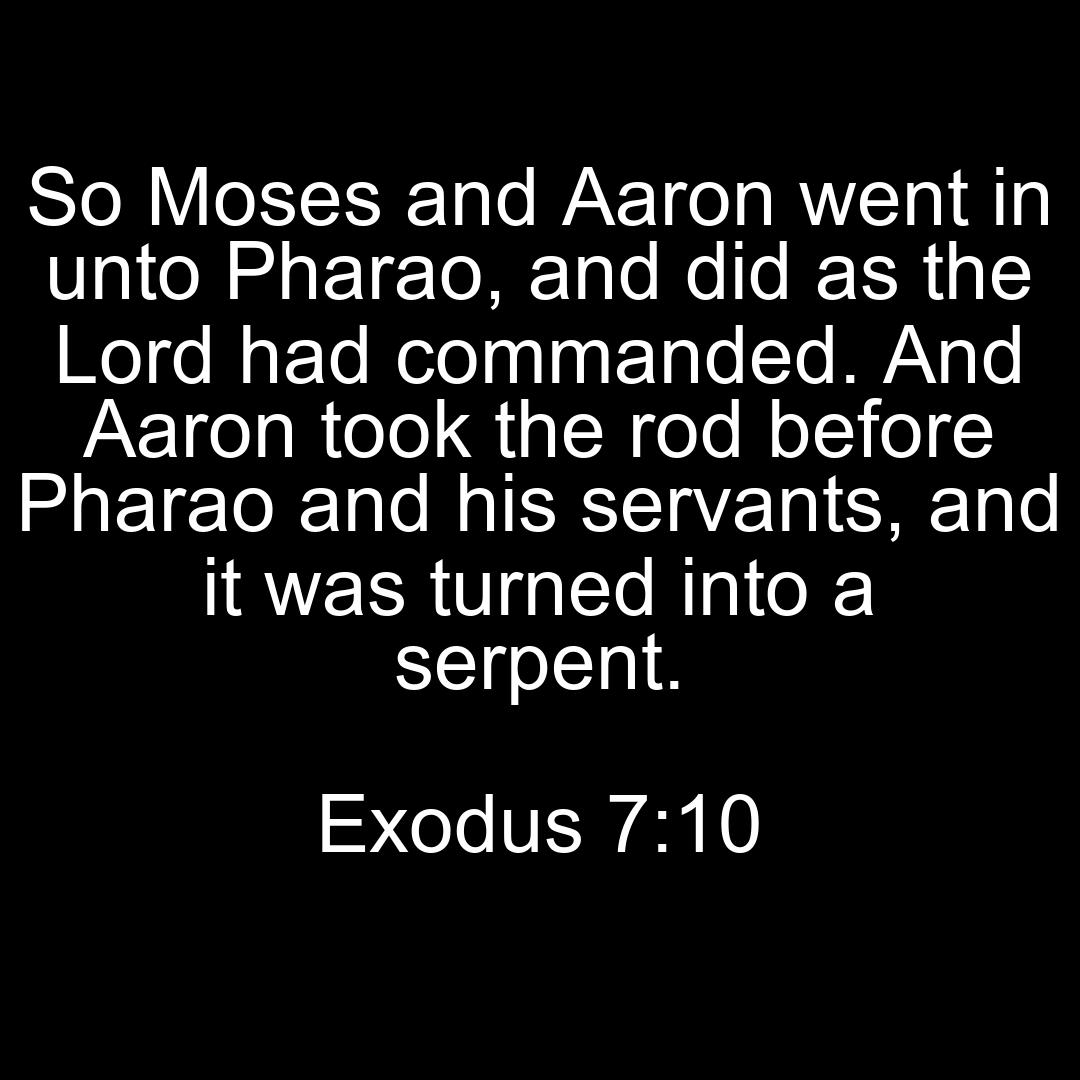 So Moses and Aaron went in
unto Pharao, and did as the
Lord had commanded. And
Aaron took the rod before
Pharao and his servants, and
it was turned into a
serpent.
Exodus 7:10